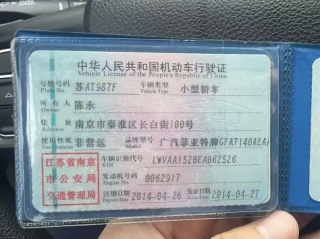 中华人民共和国机动车行驶证
Vehicle License of the People's Republic of China
号牌号码 苏AT987F 车辆类型 小型轿车
Plate No. Vehicle Type
所有人 陈永
Owner
住址 南京市秦淮区长白街100号
Address
使用性质 非营运 品牌型号 广汽菲亚特牌GFA7140AEAA
江苏省南京 车辆识别代号 LWVAA1528EA062526
VIN
市公安局 发动机号码 0062917
Engine No.
交通管理局 注册日期 2014-04-26 发证日期 2014-04-27
Register Date Issue Date